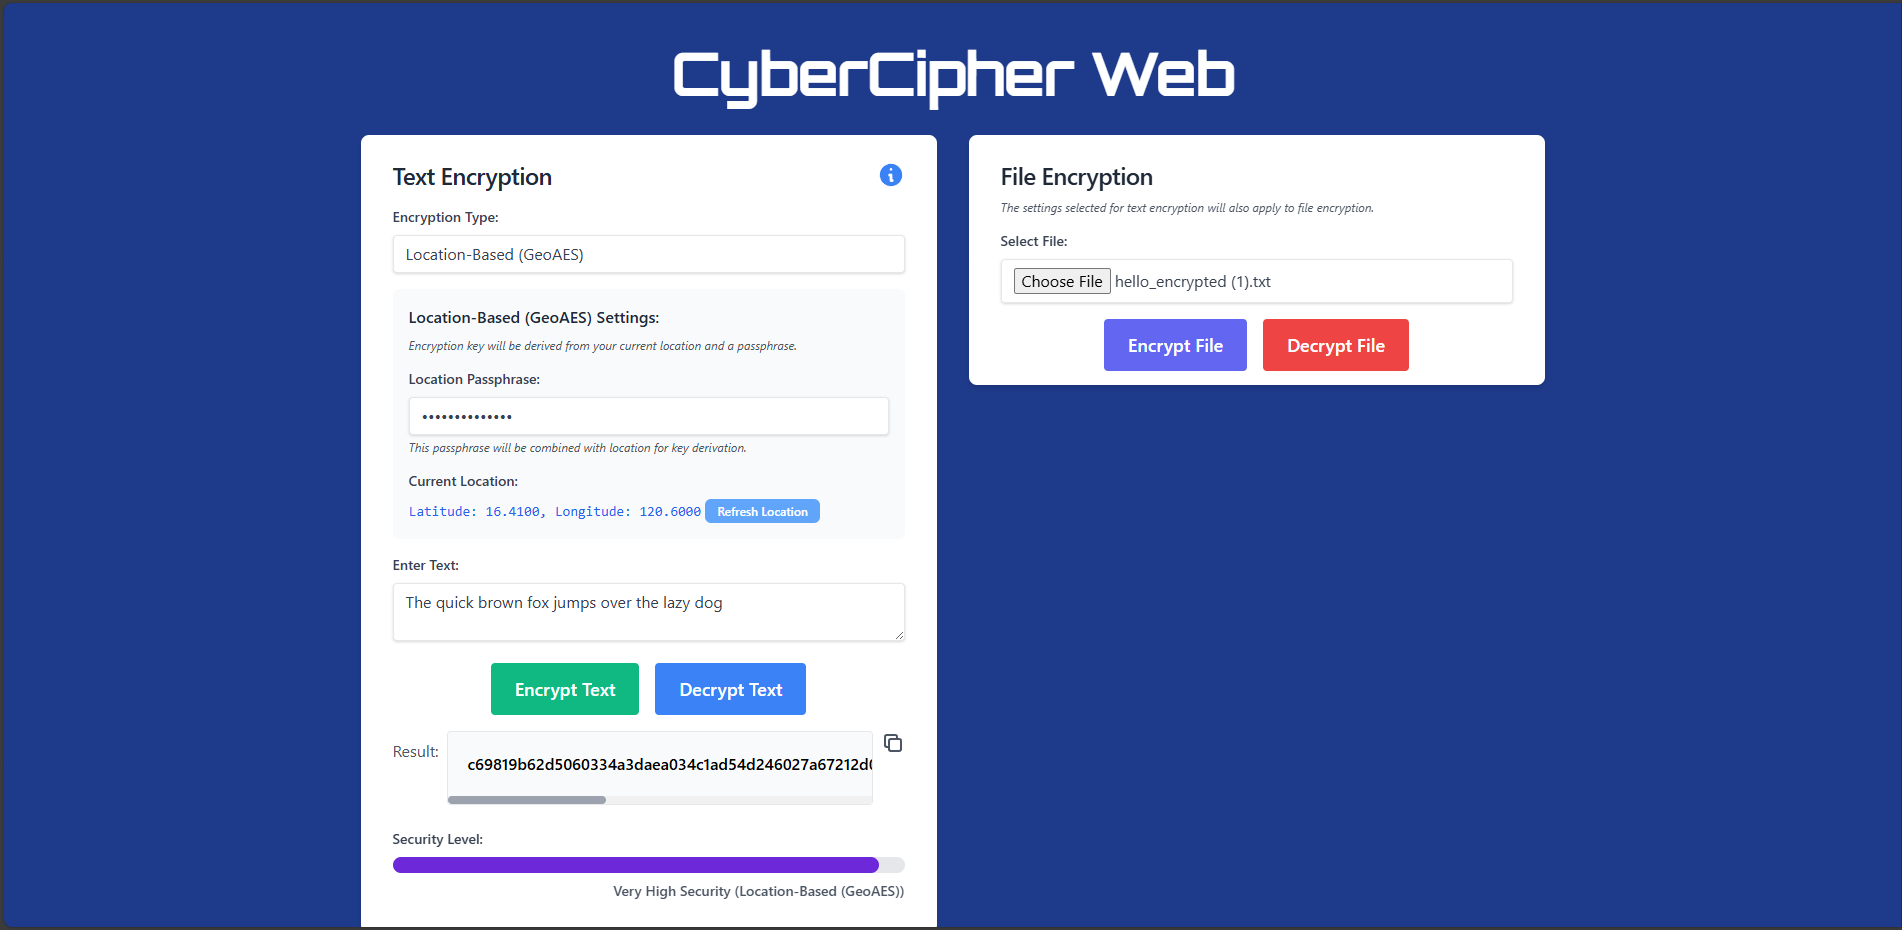 CyberCipher Web
Text Encryption
Encryption Type:
Location-Based (GeoAES)
Location-Based (GeoAES) Settings:
Encryption key will be derived from your current location and a passphrase.
Location Passphrase:
••••••••••••••
This passphrase will be combined with location for key derivation.
Current Location:
Latitude: 16.4100, Longitude: 120.6000 Refresh Location
Enter Text:
The quick brown fox jumps over the lazy dog
Encrypt Text Decrypt Text
Result: c69819b62d5060334a3daea034c1ad54d246027a67212d
Security Level:
Very High Security (Location-Based (GeoAES))
File Encryption
The settings selected for text encryption will also apply to file encryption.
Select File:
Choose File hello_encrypted (1).txt
Encrypt File Decrypt File